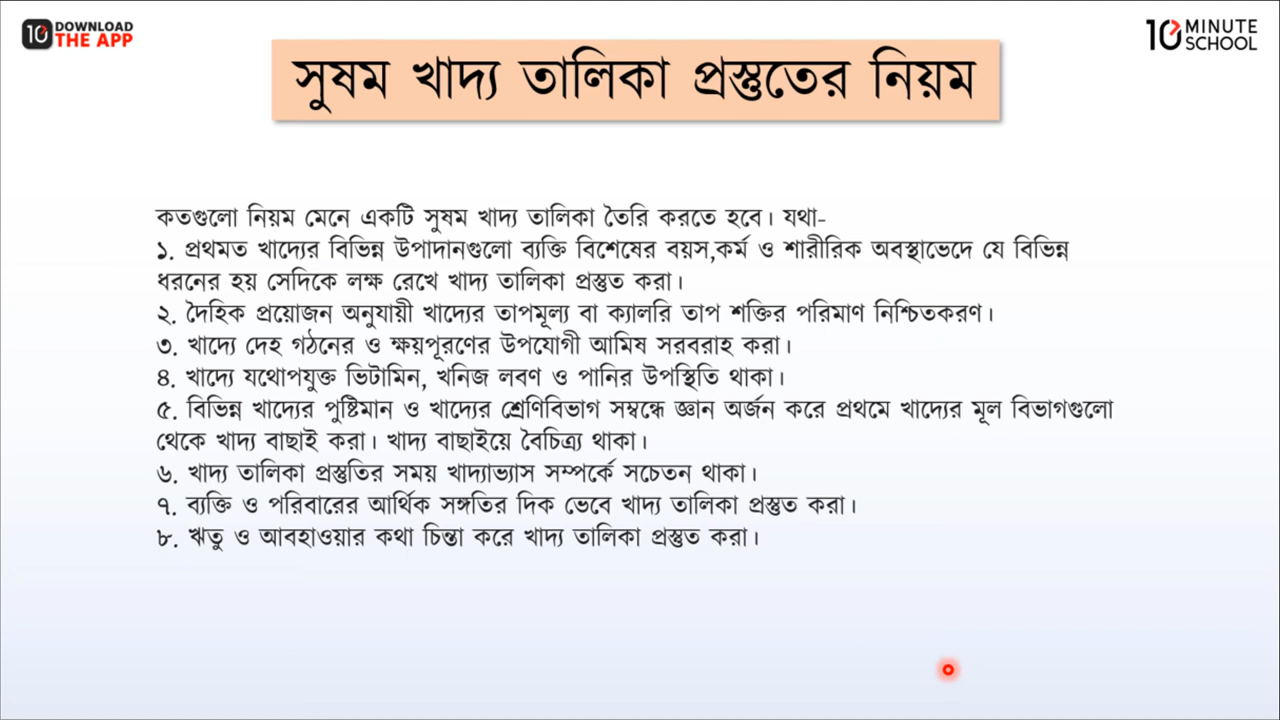 10 DOWNLOAD THE APP
10 MINUTE SCHOOL
সুষম খাদ্য তালিকা প্রস্তুতের নিয়ম
কতগুলো নিয়ম মেনে একটি সুষম খাদ্য তালিকা তৈরি করতে হবে। যথা-
১. প্রথমত খাদ্যের বিভিন্ন উপাদানগুলো ব্যক্তি বিশেষের বয়স,কর্ম ও শারীরিক অবস্থাভেদে যে বিভিন্ন
ধরনের হয় সেদিকে লক্ষ রেখে খাদ্য তালিকা প্রস্তুত করা।
২. দৈহিক প্রয়োজন অনুযায়ী খাদ্যের তাপমূল্য বা ক্যালরি তাপ শক্তির পরিমাণ নিশ্চিতকরণ।
৩. খাদ্যে দেহ গঠনের ও ক্ষয়পূরণের উপযোগী আমিষ সরবরাহ করা।
৪. খাদ্যে যথোপযুক্ত ভিটামিন, খনিজ লবণ ও পানির উপস্থিতি থাকা।
৫. বিভিন্ন খাদ্যের পুষ্টিমান ও খাদ্যের শ্রেণিবিভাগ সম্বন্ধে জ্ঞান অর্জন করে প্রথমে খাদ্যের মূল বিভাগগুলো
থেকে খাদ্য বাছাই করা। খাদ্য বাছাইয়ে বৈচিত্র্য থাকা।
৬. খাদ্য তালিকা প্রস্তুতির সময় খাদ্যাভ্যাস সম্পর্কে সচেতন থাকা।
৭. ব্যক্তি ও পরিবারের আর্থিক সঙ্গতির দিক ভেবে খাদ্য তালিকা প্রস্তুত করা।
৮. ঋতু ও আবহাওয়ার কথা চিন্তা করে খাদ্য তালিকা প্রস্তুত করা।